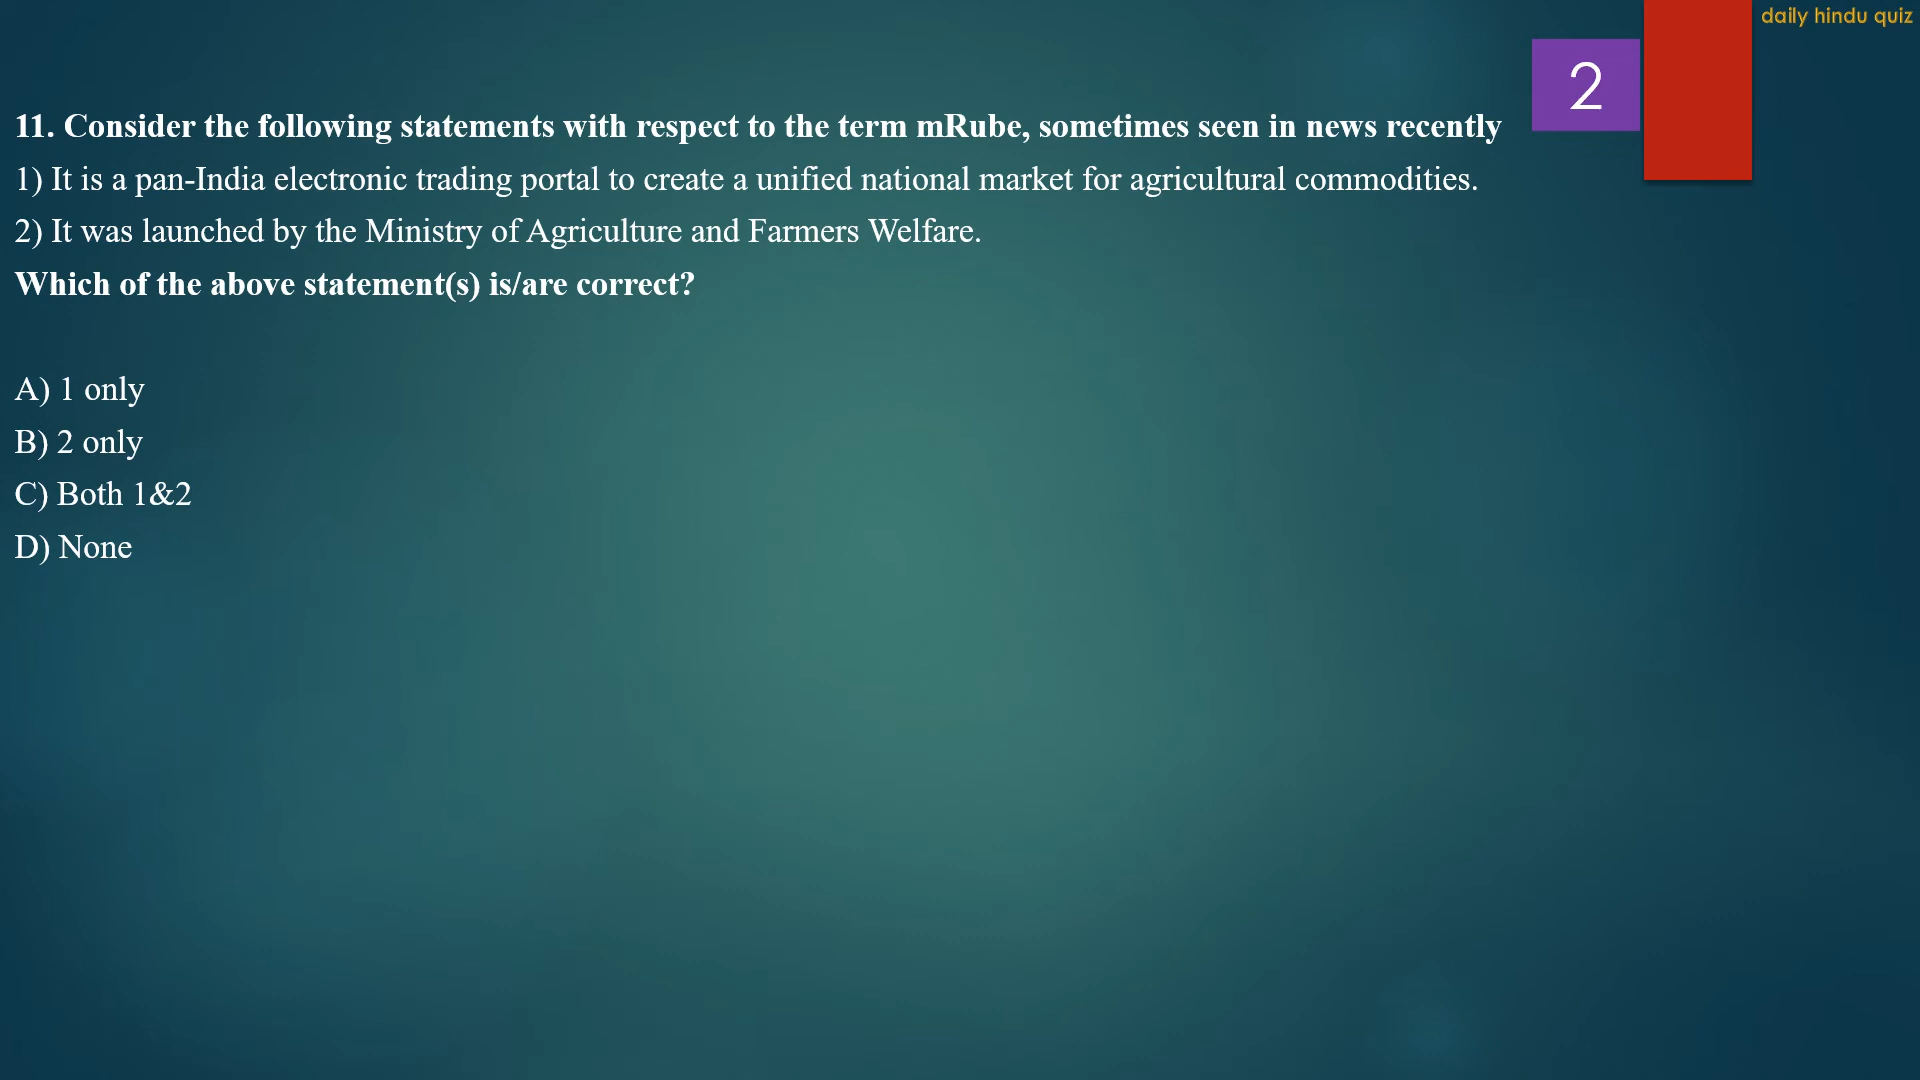 daily hindu quiz
2
11. Consider the following statements with respect to the term mRube, sometimes seen in news recently
1) It is a pan-India electronic trading portal to create a unified national market for agricultural commodities.
2) It was launched by the Ministry of Agriculture and Farmers Welfare.
Which of the above statement(s) is/are correct?
A) 1 only
B) 2 only
C) Both 1&2
D) None